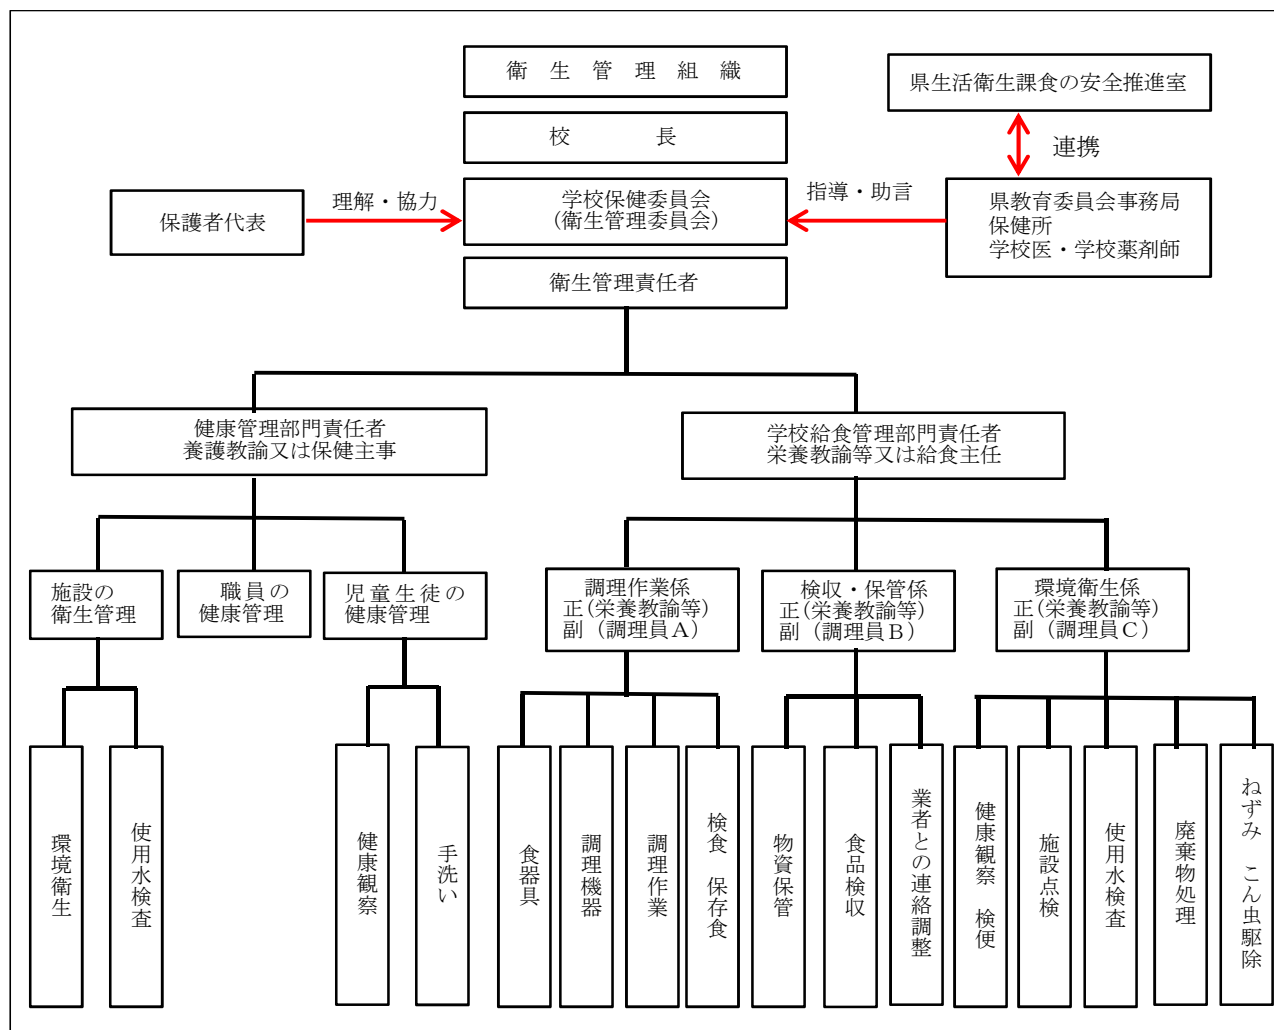 衛　生　管　理　組　織
県生活衛生課食の安全推進室
校　　　長
連携
保護者代表
理解・協力
学校保健委員会
(衛生管理委員会)
指導・助言
県教育委員会事務局
保健所
学校医・学校薬剤師
衛生管理責任者
健康管理部門責任者
養護教諭又は保健主事
学校給食管理部門責任者
栄養教諭等又は給食主任
施設の
衛生管理
職員の
健康管理
児童生徒の
健康管理
調理作業係
正(栄養教諭等)
副（調理員Ａ）
検収・保管係
正(栄養教諭等)
副（調理員Ｂ）
環境衛生係
正(栄養教諭等)
副（調理員Ｃ）
環境衛生
使用水検査
健康観察
手洗い
食器具
調理機器
調理作業
検食　保存食
物資保管
食品検収
業者との連絡調整
健康観察　検便
施設点検
使用水検査
廃棄物処理
ねずみ　こん虫駆除